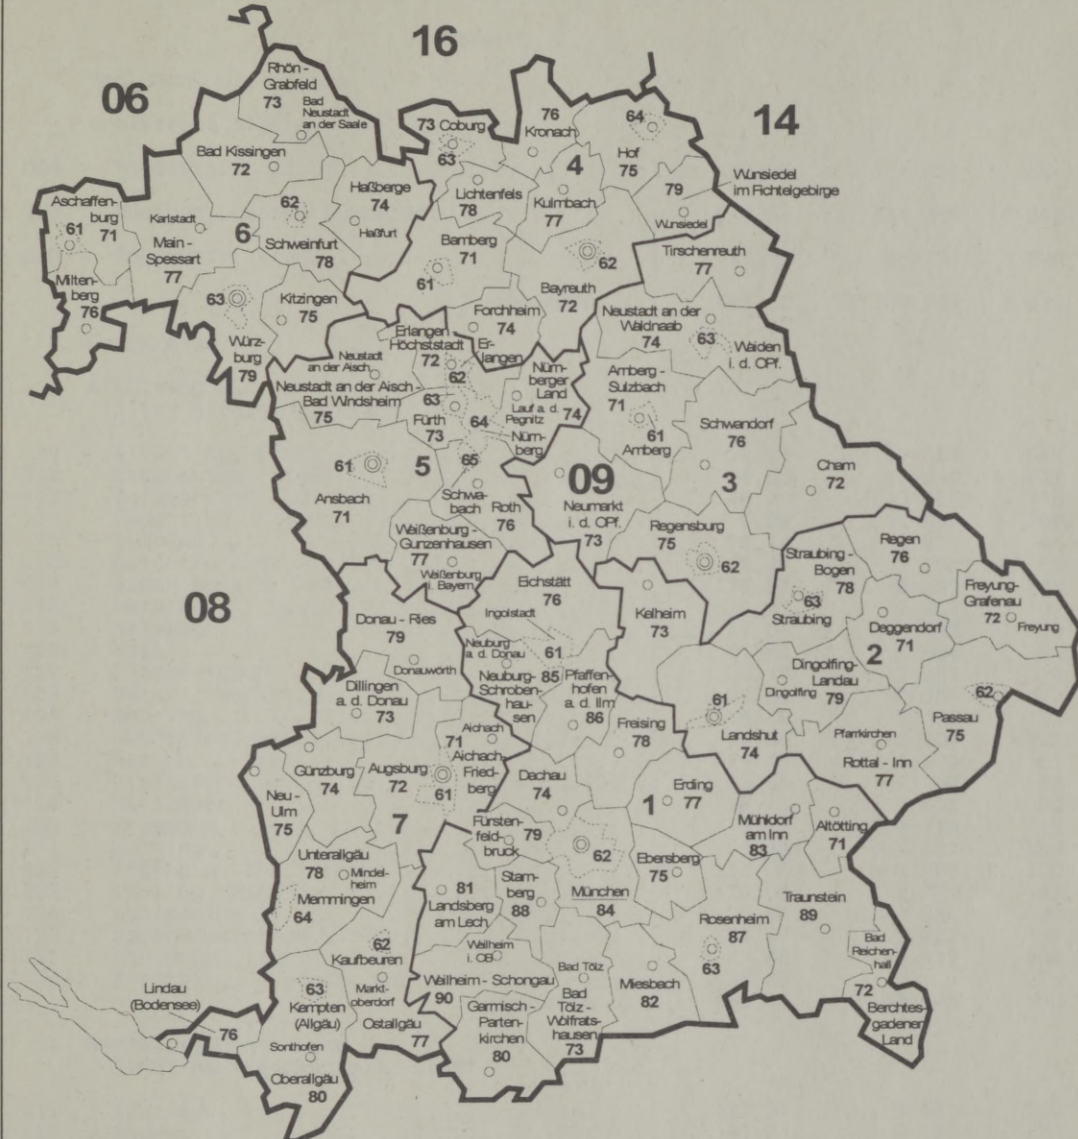 16
06
14
Rhön -
Grabfeld
73
Bad
Neustadt
an der Saale
Bad Kissingen
72
73 Coburg
63
76
Kronach
4
64
Hof
75
79
Wunsiedel
Wunsiedel
im Fichtelgebirge
Aschaffen-
burg
61
71
Karlstadt
Main -
Spessart
77
6
62
Schweinfurt
78
Haßberge
74
Haßfurt
Lichtenfels
78
Kulmbach
77
Bamberg
71
61
62
Bayreuth
72
Tirschenreuth
77
Milten-
berg
76
63
Würz-
burg
79
Kitzingen
75
Forchheim
74
Neustadt an der
Waldnaab
74
63
Waiden
i. d. OPf.
Neustadt
an der Aisch
Neustadt an der Aisch -
Bad Windsheim
75
Erlangen
Höchststadt
72
62
Er-
langen
63
Fürth
73
64
Nürn-
berg
Nürn-
berger
Land
Lauf a. d.
Pegnitz
74
65
Schwa-
bach
Roth
76
61
Ansbach
71
5
Amberg -
Sulzbach
71
61
Amberg
Schwandorf
76
3
Cham
72
09
Neumarkt
i. d. OPf.
73
Regensburg
75
62
Weißenburg -
Gunzenhausen
77
Weißenburg
i. Bayern
08
Eichstätt
76
Ingolstadt
61
Kelheim
73
Straubing -
Bogen
78
63
Straubing
Regen
76
Freyung-
Grafenau
72
Freyung
Deggendorf
71
2
Donau - Ries
79
Donauwörth
Neuburg
a. d. Donau
Neuburg-
Schroben-
hau-
sen
85
Pfaffen-
hofen
a. d. Ilm
86
Dingolfing-
Landau
79
Dingolfing
62
Passau
75
Dillingen
a. d. Donau
73
61
Landshut
74
Pfarrkirchen
Rottal - Inn
77
Freising
78
71
Aichach
Aichach-
Fried-
berg
Günzburg
74
Augsburg
72
61
Neu -
Ulm
75
7
Dachau
74
1
Erding
77
Mühldorf
am Inn
83
Altötting
71
Fürsten-
feld-
bruck
79
62
München
84
Ebersberg
75
Unterallgäu
78
Mindel-
heim
Memmingen
64
81
Landsberg
am Lech
Starn-
berg
88
Rosenheim
87
63
Traunstein
89
Bad
Reichen-
hall
72
Berchtes-
gadener
Land
62
Kaufbeuren
Markt-
oberdorf
Ostallgäu
77
Weilheim
i. OB
Weilheim - Schongau
90
Bad Tölz
Bad
Tölz -
Wolfrats-
hausen
73
Miesbach
82
Garmisch -
Parten-
kirchen
80
Lindau
(Bodensee)
76
63
Kempten
(Allgäu)
Sonthofen
Oberallgäu
80